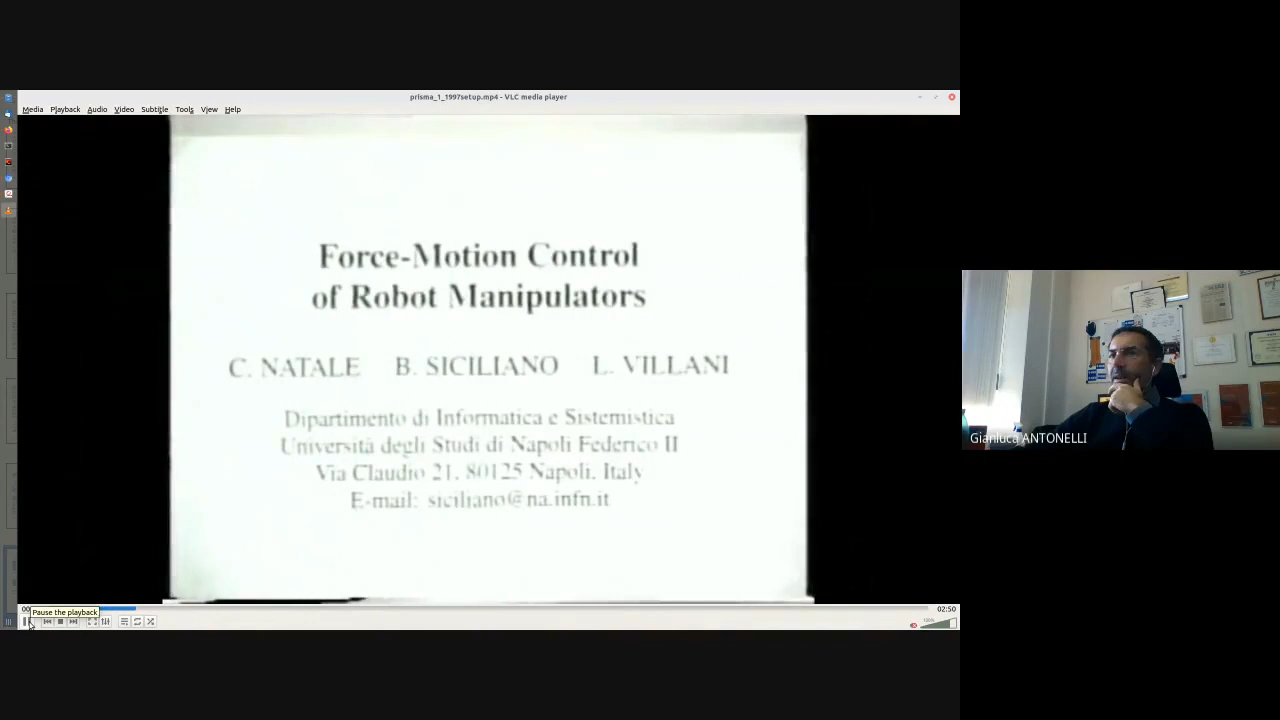 prisma_1_1997setup.mp4 - VLC media player
Media Playback Audio Video Subtitle Tools View Help
Force-Motion Control
of Robot Manipulators
C. NATALE B. SICILIANO L. VILLANI
Dipartimento di Informatica e Sistemistica
Università degli Studi di Napoli Federico II
Via Claudio 21, 80125 Napoli, Italy
E-mail: siciliano@na.infn.it
Gianluca ANTONELLI
00
02:50
Pause the playback
100%